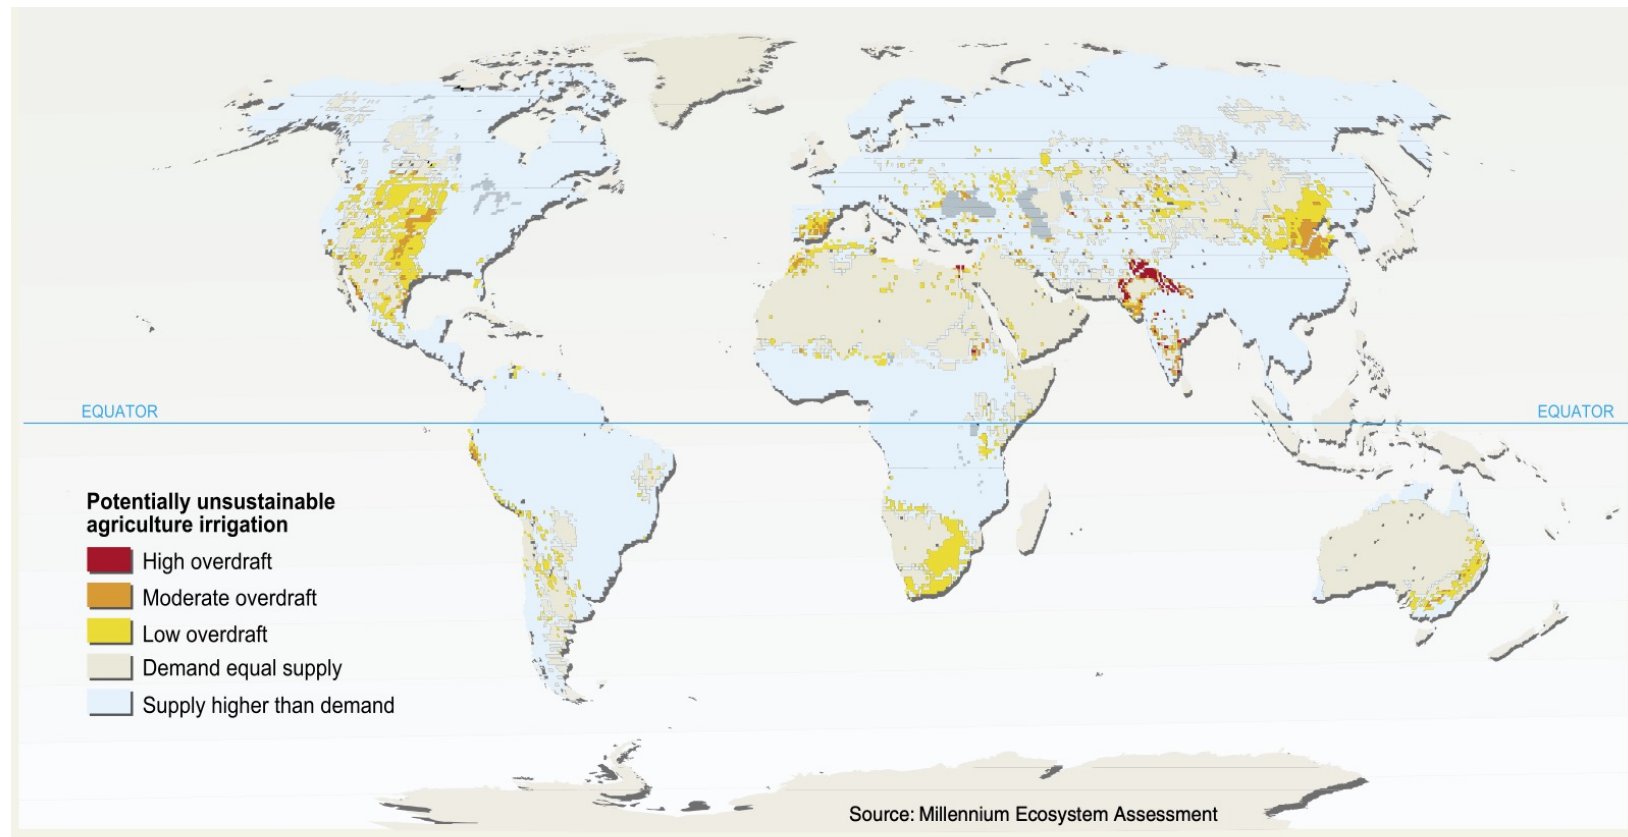 EQUATOR
EQUATOR
Potentially unsustainable
agriculture irrigation
High overdraft
Moderate overdraft
Low overdraft
Demand equal supply
Supply higher than demand
Source: Millennium Ecosystem Assessment